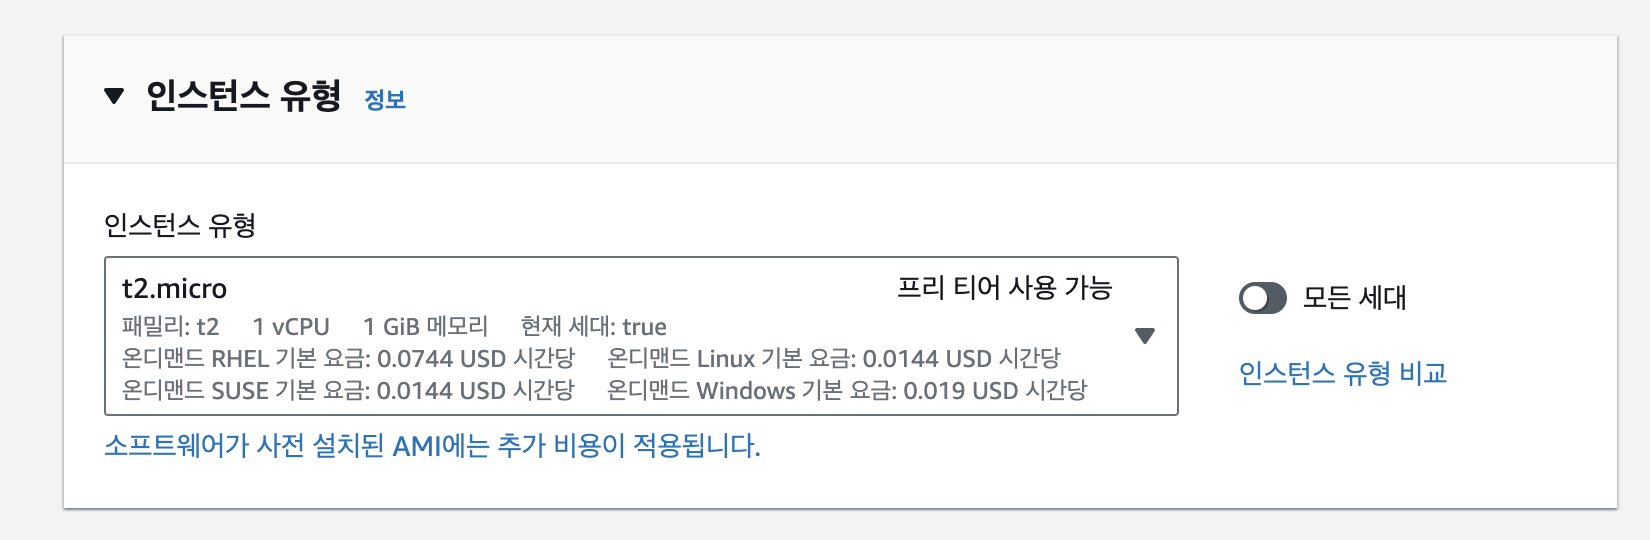 인스턴스 유형 정보
인스턴스 유형
t2.micro 프리 티어 사용 가능
패밀리: t2 1 vCPU 1 GiB 메모리 현재 세대: true
온디맨드 RHEL 기본 요금: 0.0744 USD 시간당 온디맨드 Linux 기본 요금: 0.0144 USD 시간당
온디맨드 SUSE 기본 요금: 0.0144 USD 시간당 온디맨드 Windows 기본 요금: 0.019 USD 시간당
모든 세대
인스턴스 유형 비교
소프트웨어가 사전 설치된 AMI에는 추가 비용이 적용됩니다.